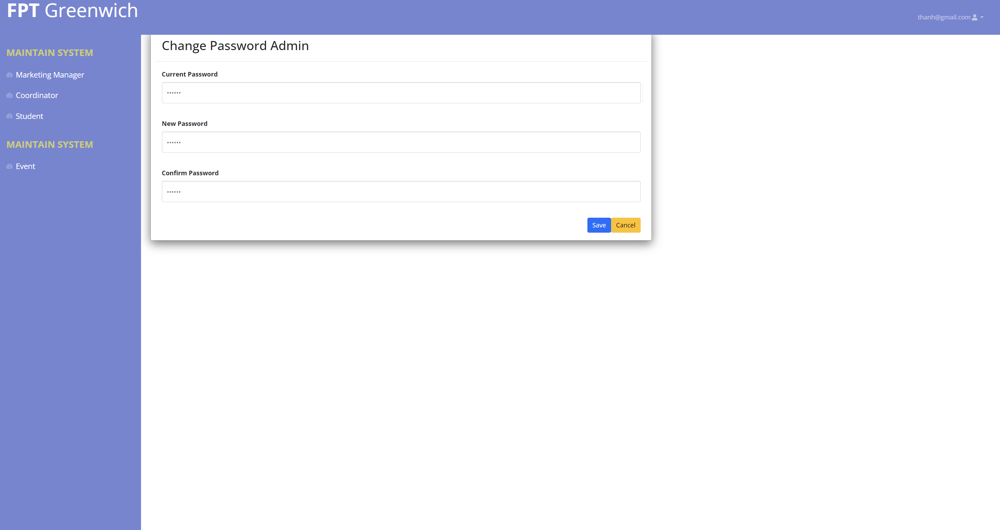 FPT Greenwich
thanh@gmail.com
MAINTAIN SYSTEM
Marketing Manager
Coordinator
Student
MAINTAIN SYSTEM
Event
Change Password Admin
Current Password
••••••
New Password
••••••
Confirm Password
••••••
Save Cancel